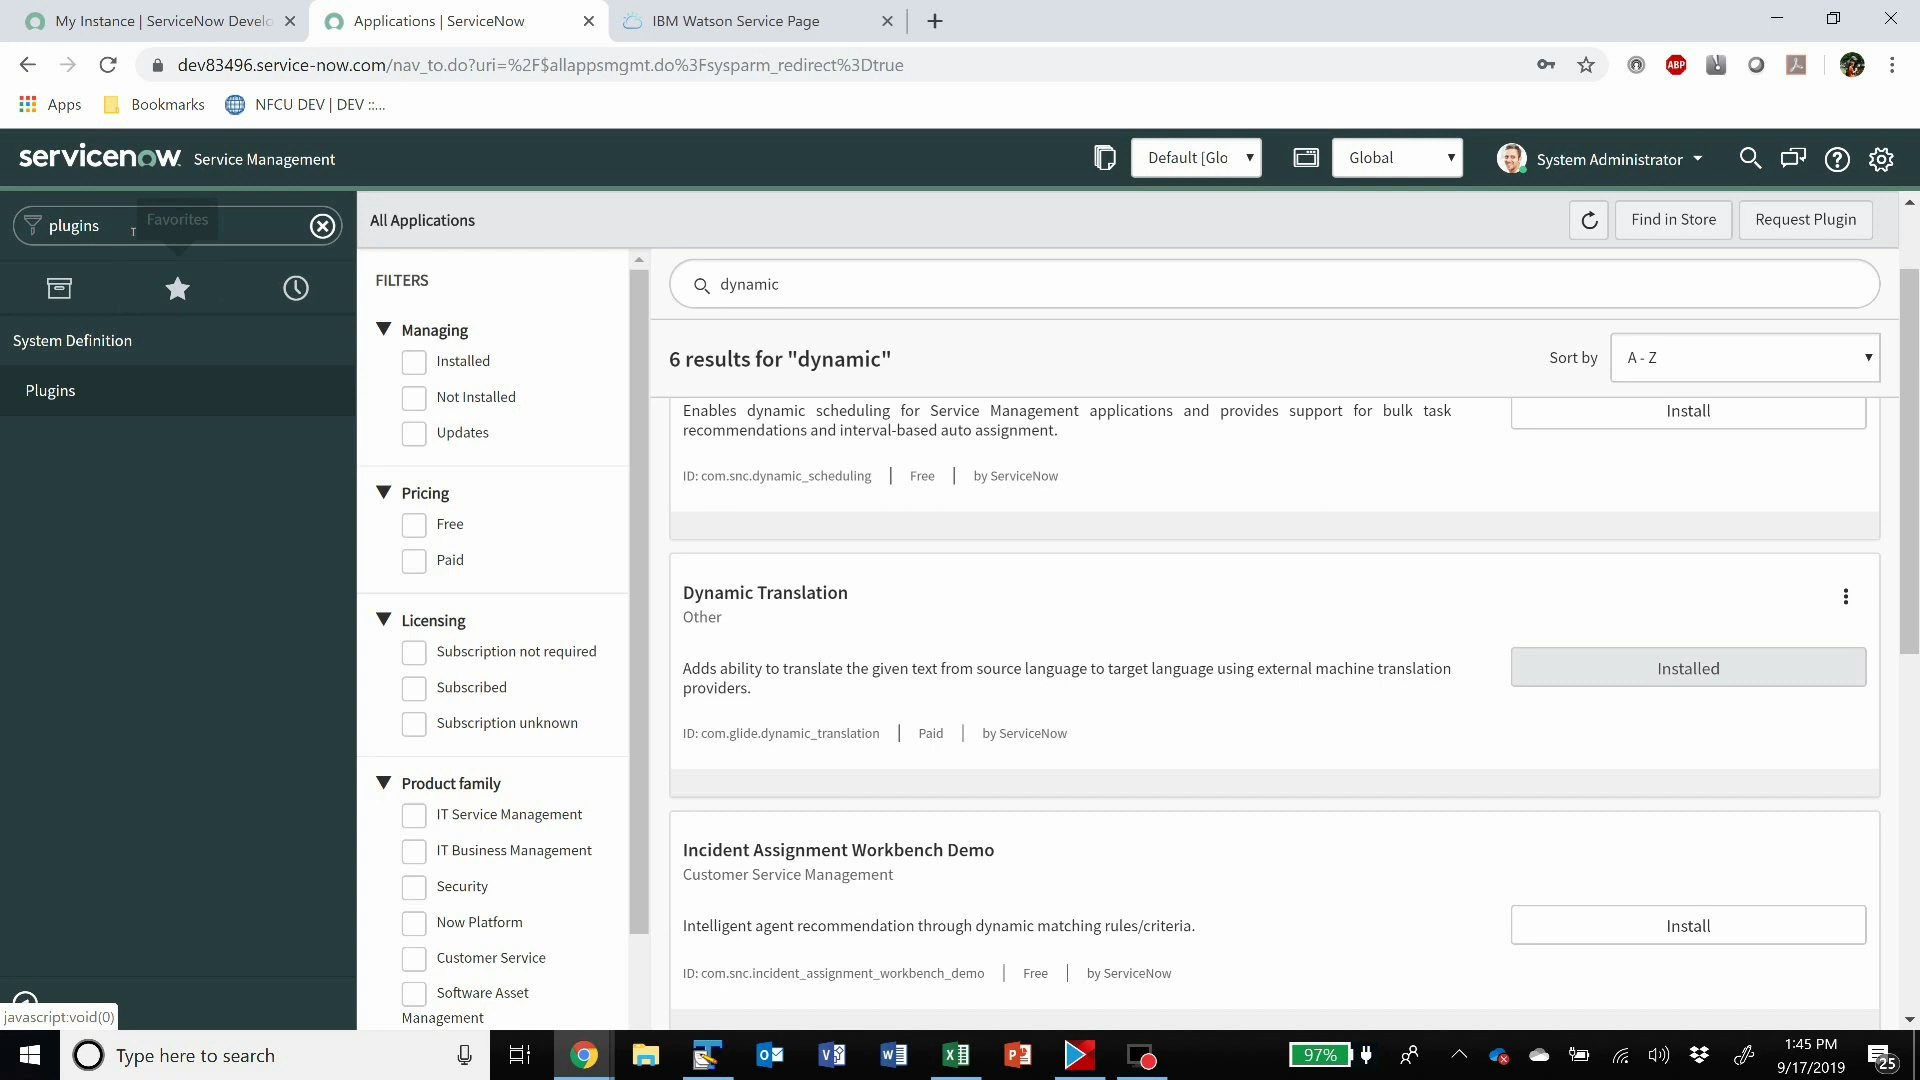 My Instance | ServiceNow Develo
Applications | ServiceNow
IBM Watson Service Page
dev83496.service-now.com/nav_to.do?uri=%2F$allappsmgmt.do%3Fsysparm_redirect%3Dtrue
ABP
Apps
Bookmarks
NFCU DEV | DEV ::...
servicenow
Service Management
Default [Glo
Global
System Administrator
plugins
Favorites
All Applications
Find in Store
Request Plugin
System Definition
Plugins
FILTERS
Managing
Installed
Not Installed
Updates
Pricing
Free
Paid
Licensing
Subscription not required
Subscribed
Subscription unknown
Product family
IT Service Management
IT Business Management
Security
Now Platform
Customer Service
Software Asset
Management
dynamic
6 results for "dynamic"
Sort by
A - Z
Enables dynamic scheduling for Service Management applications and provides support for bulk task
recommendations and interval-based auto assignment.
Install
ID: com.snc.dynamic_scheduling | Free | by ServiceNow
Dynamic Translation
Other
Adds ability to translate the given text from source language to target language using external machine translation
providers.
Installed
ID: com.glide.dynamic_translation | Paid | by ServiceNow
Incident Assignment Workbench Demo
Customer Service Management
Intelligent agent recommendation through dynamic matching rules/criteria.
Install
ID: com.snc.incident_assignment_workbench_demo | Free | by ServiceNow
javascript:void(0)
Type here to search
97%
1:45 PM
9/17/2019
25